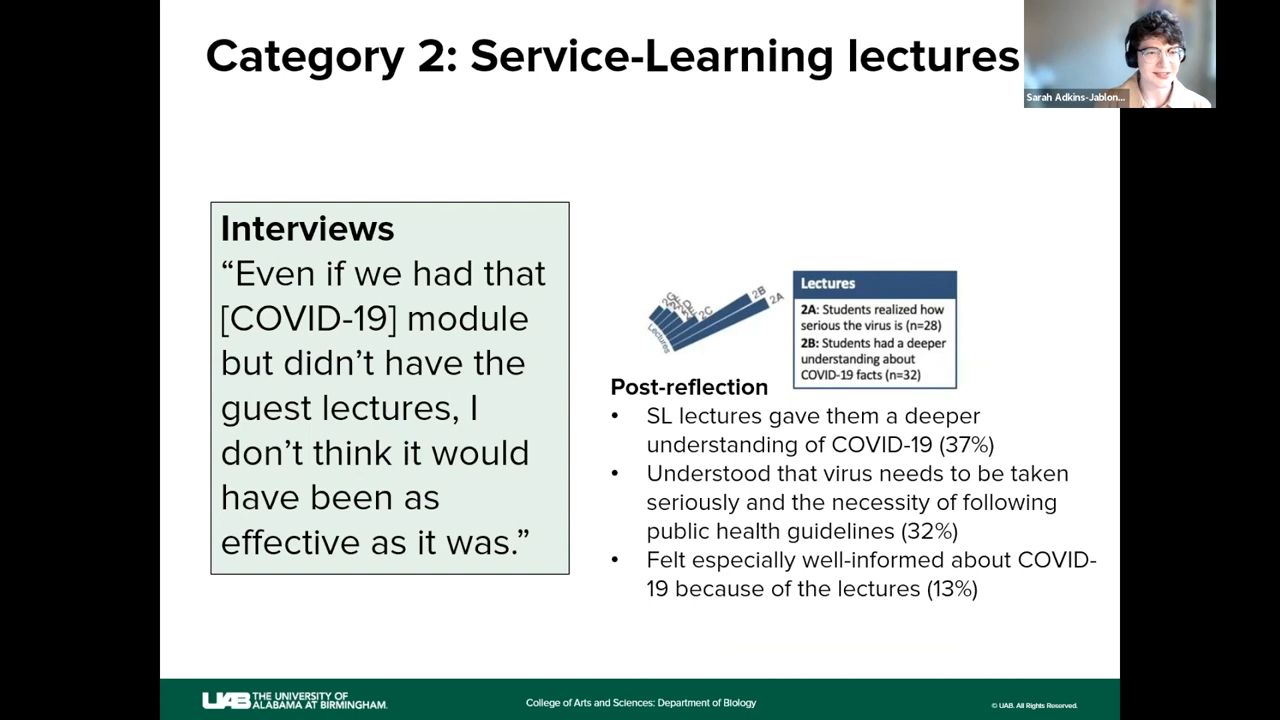 Category 2: Service-Learning lectures
Sarah Adkins-Jablon...
Interviews
“Even if we had that
[COVID-19] module
but didn’t have the
guest lectures, I
don’t think it would
have been as
effective as it was.”
2C
2B
2A
Lectures
Lectures
2A: Students realized how
serious the virus is (n=28)
2B: Students had a deeper
understanding about
COVID-19 facts (n=32)
Post-reflection
• SL lectures gave them a deeper
understanding of COVID-19 (37%)
• Understood that virus needs to be taken
seriously and the necessity of following
public health guidelines (32%)
• Felt especially well-informed about COVID-
19 because of the lectures (13%)
UAB THE UNIVERSITY OF
ALABAMA AT BIRMINGHAM.
College of Arts and Sciences: Department of Biology
© UAB. All Rights Reserved.